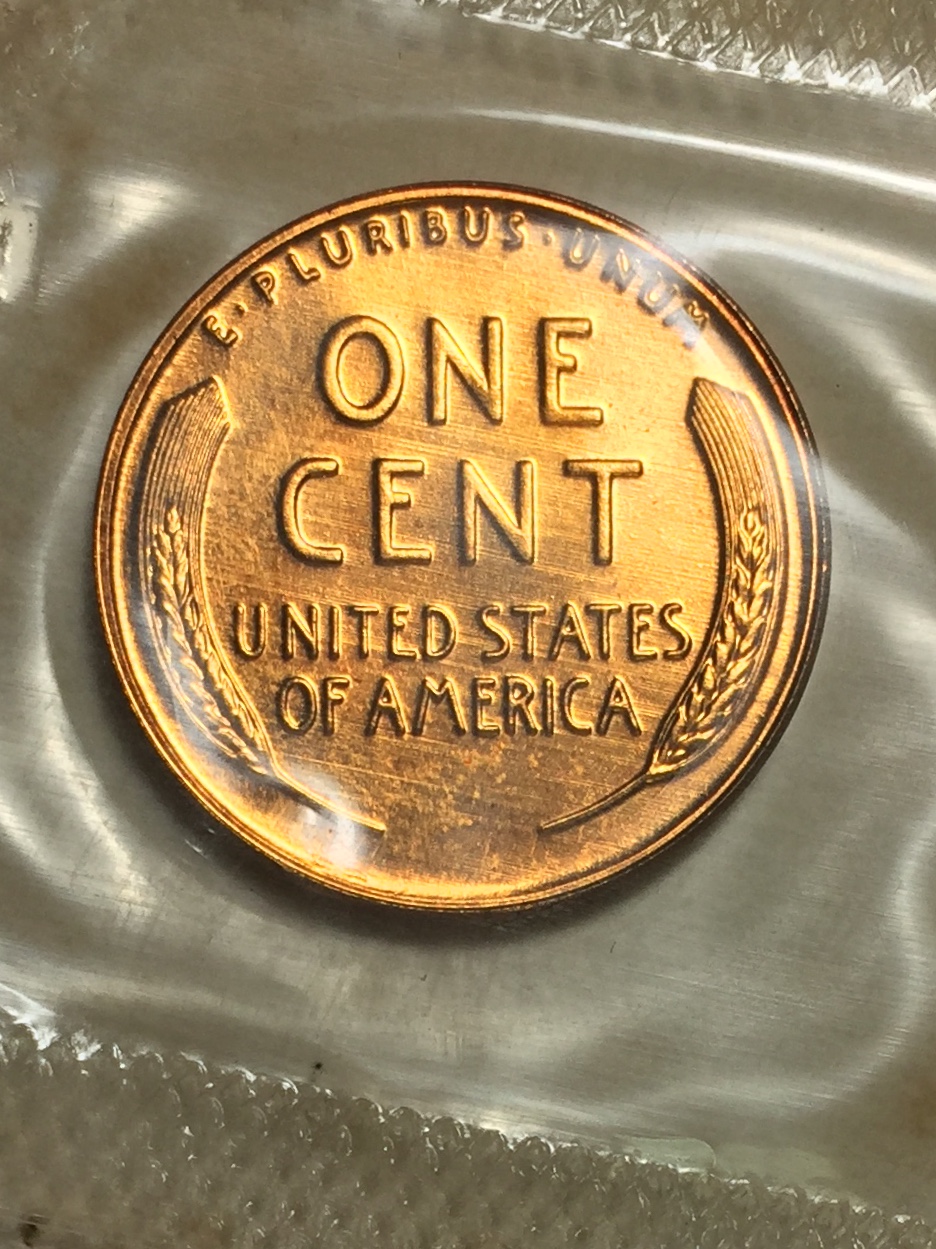 E·PLURIBUS·UNUM
ONE
CENT
UNITED STATES
OF AMERICA